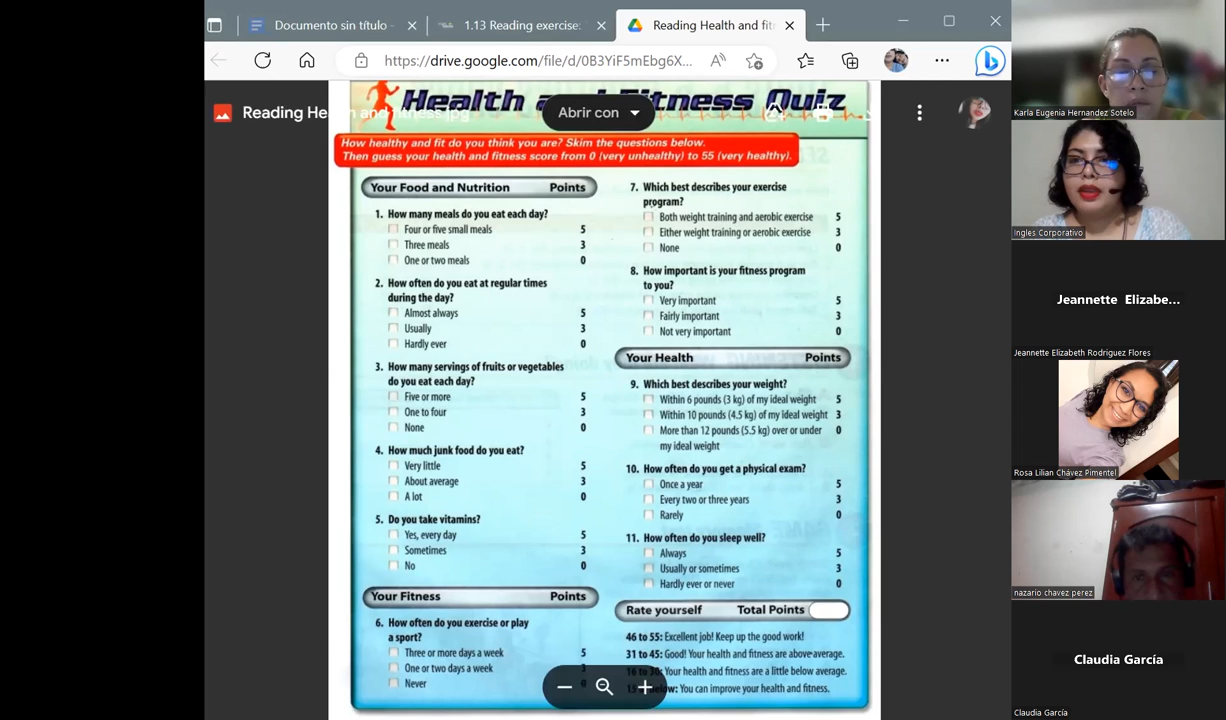 Documento sin título -
1.13 Reading exercise:
Reading Health and fit
https://drive.google.com/file/d/0B3YiF5mEbg6X...
Reading Health and fitness.jpg
Abrir con
Health and Fitness Quiz
How healthy and fit do you think you are? Skim the questions below.
Then guess your health and fitness score from 0 (very unhealthy) to 55 (very healthy).
Your Food and Nutrition Points
1. How many meals do you eat each day?
Four or five small meals 5
Three meals 3
One or two meals 0
2. How often do you eat at regular times
during the day?
Almost always 5
Usually 3
Hardly ever 0
3. How many servings of fruits or vegetables
do you eat each day?
Five or more 5
One to four 3
None 0
4. How much junk food do you eat?
Very little 5
About average 3
A lot 0
5. Do you take vitamins?
Yes, every day 5
Sometimes 3
No 0
Your Fitness Points
6. How often do you exercise or play
a sport?
Three or more days a week 5
One or two days a week 3
Never 0
7. Which best describes your exercise
program?
Both weight training and aerobic exercise 5
Either weight training or aerobic exercise 3
None 0
8. How important is your fitness program
to you?
Very important 5
Fairly important 3
Not very important 0
Your Health Points
9. Which best describes your weight?
Within 6 pounds (3 kg) of my ideal weight 5
Within 10 pounds (4.5 kg) of my ideal weight 3
More than 12 pounds (5.5 kg) over or under 0
my ideal weight
10. How often do you get a physical exam?
Once a year 5
Every two or three years 3
Rarely 0
11. How often do you sleep well?
Always 5
Usually or sometimes 3
Hardly ever or never 0
Rate yourself Total Points
46 to 55: Excellent job! Keep up the good work!
31 to 45: Good! Your health and fitness are above average.
16 to 30: Your health and fitness are a little below average.
You can improve your health and fitness.
Karla Eugenia Hernandez Sotelo
Ingles Corporativo
Jeannette Elizabe...
Jeannette Elizabeth Rodriguez Flores
Rosa Lilian Chávez Pimentel
nazario chavez perez
Claudia García
Claudia García